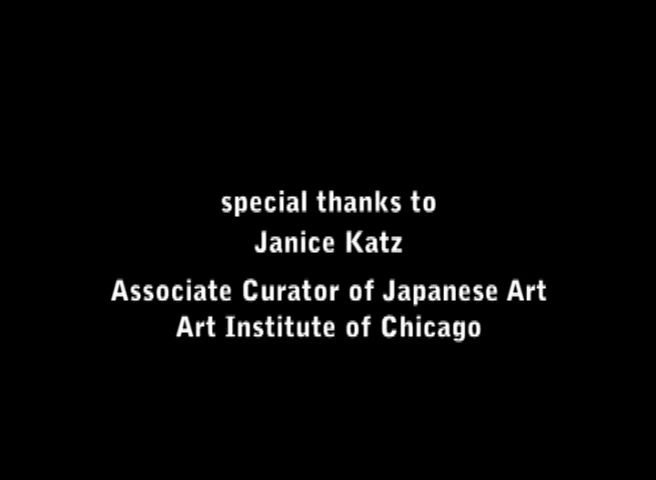 special thanks to
Janice Katz
Associate Curator of Japanese Art
Art Institute of Chicago